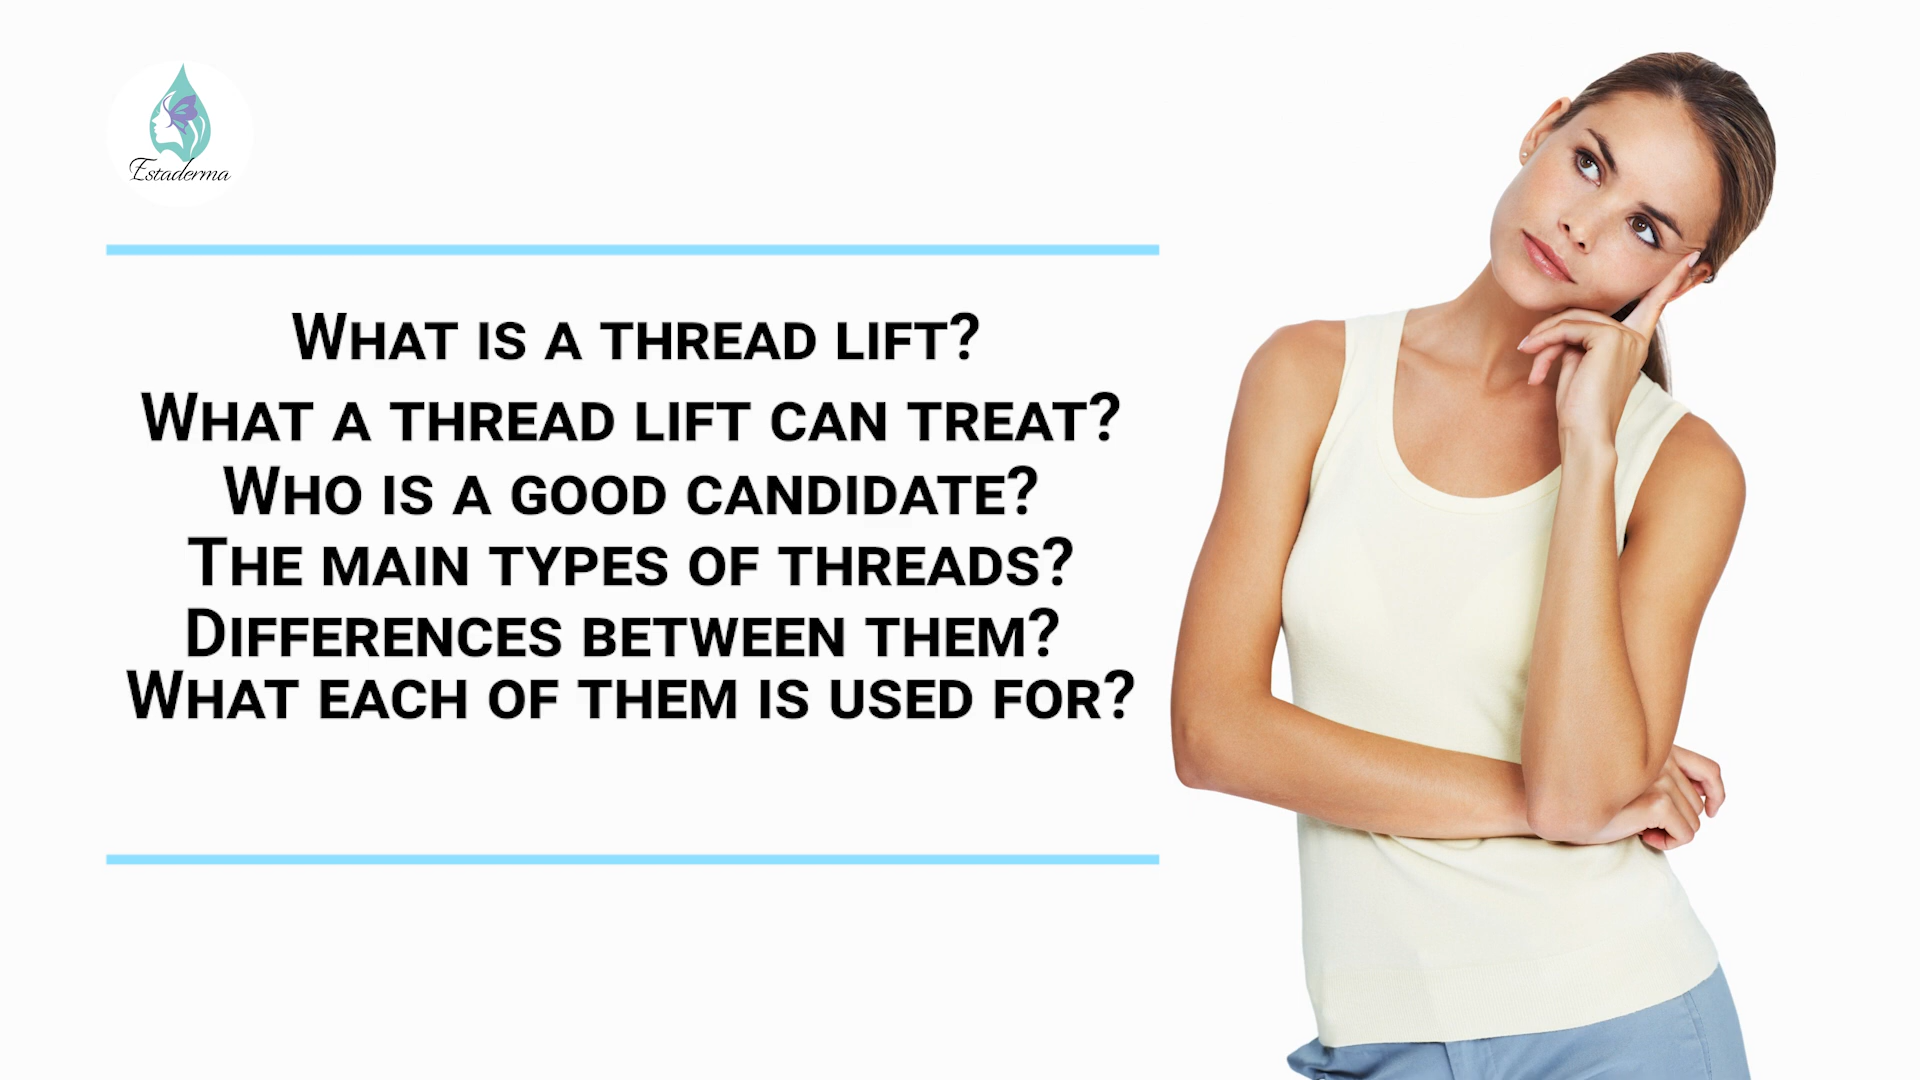 Estaderma
What is a thread lift?
What a thread lift can treat?
Who is a good candidate?
The main types of threads?
Differences between them?
What each of them is used for?